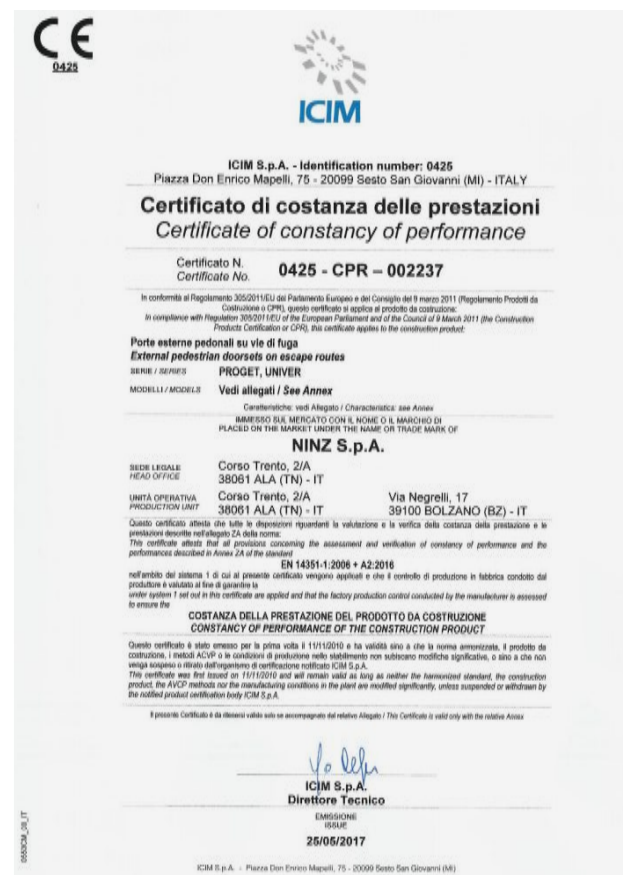 CE
0425
ICIM
ICIM S.p.A. - Identification number: 0425
Piazza Don Enrico Mapelli, 75 - 20099 Sesto San Giovanni (MI) - ITALY
Certificato di costanza delle prestazioni
Certificate of constancy of performance
Certificato N.
Certificate No.
0425 - CPR – 002237
In conformità al Regolamento 305/2011/EU del Parlamento Europeo e del Consiglio del 9 marzo 2011 (Regolamento Prodotti da
Costruzione o CPR), questo certificato si applica al prodotto da costruzione:
In compliance with Regulation 305/2011/EU of the European Parliament and of the Council of 9 March 2011 (the Construction
Products Certification or CPR), this certificate applies to the construction product:
Porte esterne pedonali su vie di fuga
External pedestrian doorsets on escape routes
SERIE / SERIES PROGET, UNIVER
MODELLI / MODELS Vedi allegati / See Annex
Caratteristiche: vedi Allegato / Characteristics: see Annex
IMMESSO SUL MERCATO CON IL NOME O IL MARCHIO DI
PLACED ON THE MARKET UNDER THE NAME OR TRADE MARK OF
NINZ S.p.A.
SEDE LEGALE
HEAD OFFICE
Corso Trento, 2/A
38061 ALA (TN) - IT
UNITÀ OPERATIVA
PRODUCTION UNIT
Corso Trento, 2/A
38061 ALA (TN) - IT
Via Negrelli, 17
39100 BOLZANO (BZ) - IT
Questo certificato attesta che tutte le disposizioni riguardanti la valutazione e la verifica della costanza della prestazione e le
prestazioni descritte nell'allegato ZA della norma:
This certificate attests that all provisions concerning the assessment and verification of constancy of performance and the
performances described in Annex ZA of the standard
EN 14351-1:2006 + A2:2016
nell'ambito del sistema 1 di cui al presente certificato vengono applicati e che il controllo di produzione in fabbrica condotto dal
produttore è valutato al fine di garantire la
under system 1 set out in this certificate are applied and that the factory production control conducted by the manufacturer is assessed
to ensure the
COSTANZA DELLA PRESTAZIONE DEL PRODOTTO DA COSTRUZIONE
CONSTANCY OF PERFORMANCE OF THE CONSTRUCTION PRODUCT
Questo certificato è stato emesso per la prima volta il 11/11/2010 e ha validità sino a che la norma armonizzata, il prodotto da
costruzione, i metodi ACVP o le condizioni di produzione nello stabilimento non subiscano modifiche significative, o sino a che non
venga sospeso o ritirato dall'organismo di certificazione notificato ICIM S.p.A.
This certificate was first issued on 11/11/2010 and will remain valid as long as neither the harmonized standard, the construction
product, the AVCP methods nor the manufacturing conditions in the plant are modified significantly, unless suspended or withdrawn by
the notified product certification body ICIM S.p.A.
Il presente Certificato è da ritenersi valido solo se accompagnato dal relativo Allegato / This Certificate is valid only with the relative Annex
ICIM S.p.A.
Direttore Tecnico
EMISSIONE
ISSUE
25/05/2017
0553CM_08_IT
ICIM S.p.A. - Piazza Don Enrico Mapelli, 75 - 20099 Sesto San Giovanni (MI)